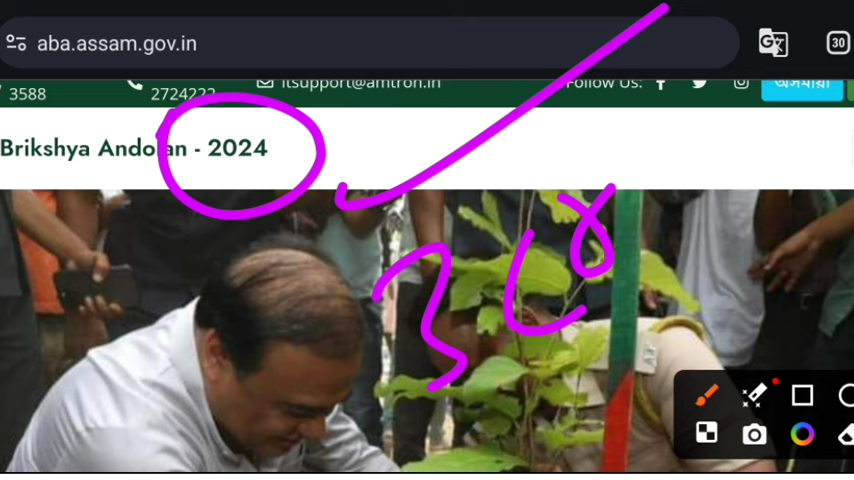 aba.assam.gov.in
30
3588
2724222
itsupport@amtron.in
Follow Us:
অসমীয়া
Brikshya Andolan - 2024